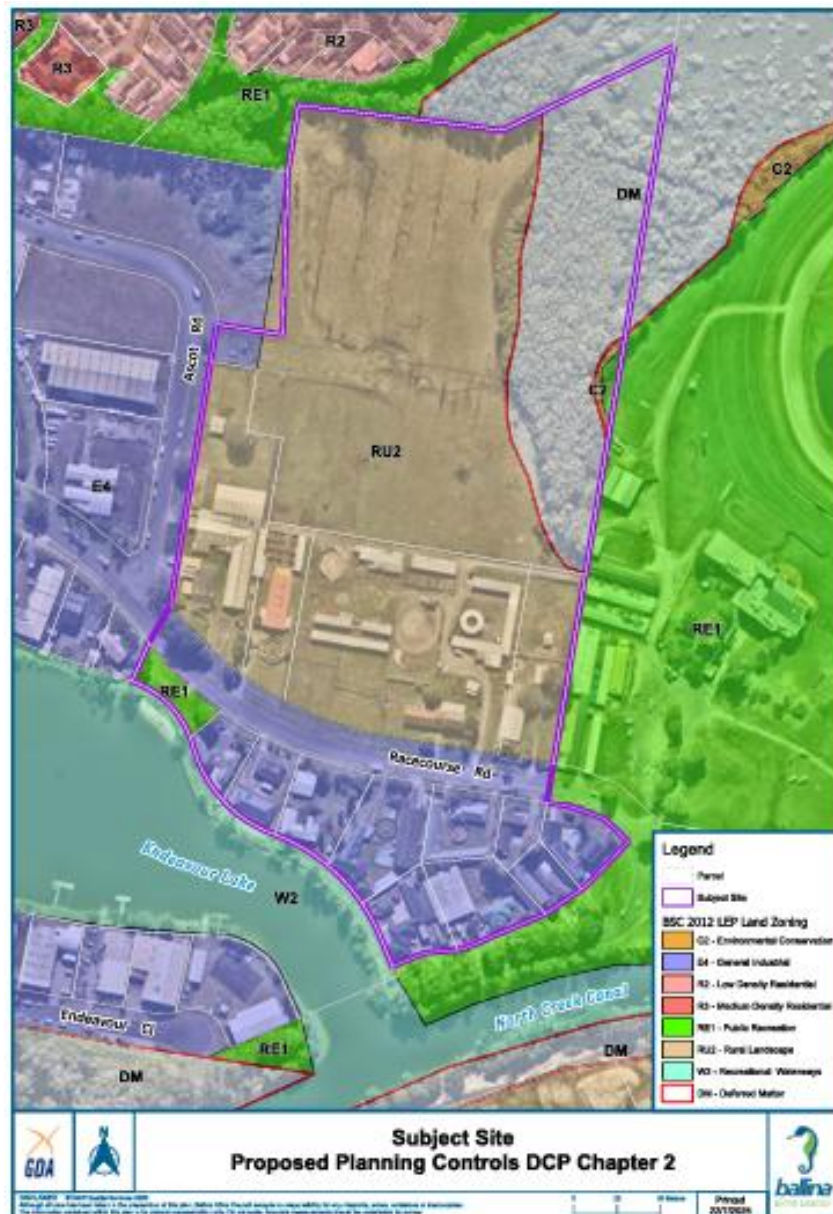 R3
R2
R3
RE1
C2
DM
Ascot Rd
RU2
E4
RE1
RE1
Racecourse Rd
Endeavour Lake
W2
Legend
Parcel
Subject Site
BSC 2012 LEP Land Zoning
C2 - Environmental Conservation
E4 - General Industrial
R2 - Low Density Residential
R3 - Medium Density Residential
RE1 - Public Recreation
RU2 - Rural Landscape
W2 - Recreational Waterways
DM - Deferred Matter
North Creek Canal
Endeavour Cl
RE1
DM
DM
GDA
N
Subject Site
Proposed Planning Controls DCP Chapter 2
ballina
Printed